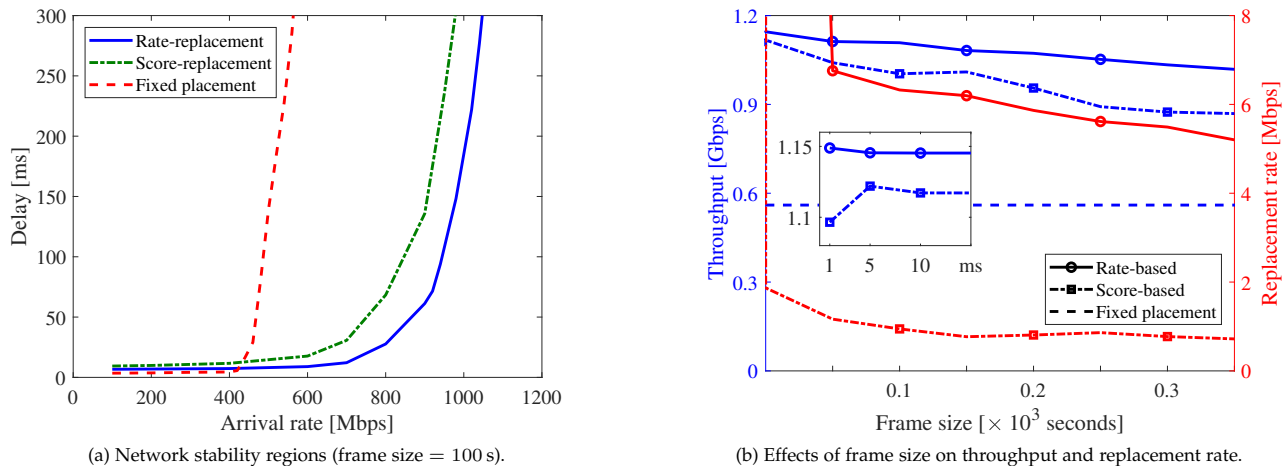 300
250
200
150
100
50
0
Delay [ms]
Rate-replacement
Score-replacement
Fixed placement
0 200 400 600 800 1000 1200
Arrival rate [Mbps]
(a) Network stability regions (frame size = 100 s).
1.2
0.9
0.6
0.3
0
Throughput [Gbps]
1.15
1.1
1 5 10 ms
Rate-based
Score-based
Fixed placement
8
6
4
2
0
Replacement rate [Mbps]
0.1 0.2 0.3
Frame size [× 10³ seconds]
(b) Effects of frame size on throughput and replacement rate.